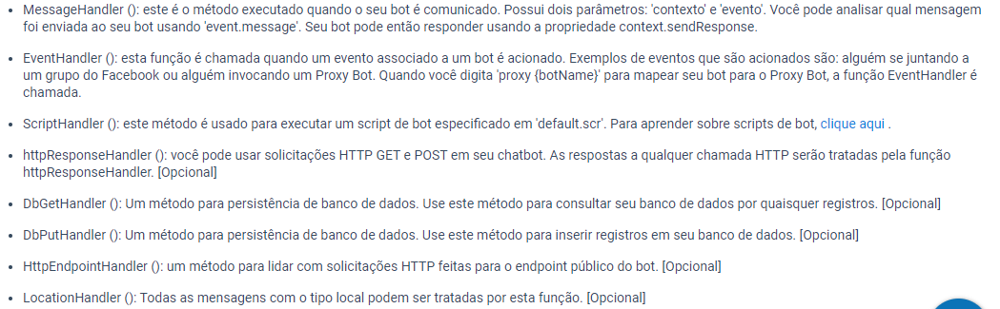 • MessageHandler (): este é o método executado quando o seu bot é comunicado. Possui dois parâmetros: 'contexto' e 'evento'. Você pode analisar qual mensagem
foi enviada ao seu bot usando 'event.message'. Seu bot pode então responder usando a propriedade context.sendResponse.
• EventHandler (): esta função é chamada quando um evento associado a um bot é acionado. Exemplos de eventos que são acionados são: alguém se juntando a
um grupo do Facebook ou alguém invocando um Proxy Bot. Quando você digita 'proxy {botName}' para mapear seu bot para o Proxy Bot, a função EventHandler é
chamada.
• ScriptHandler (): este método é usado para executar um script de bot especificado em 'default.scr'. Para aprender sobre scripts de bot, clique aqui .
• httpResponseHandler (): você pode usar solicitações HTTP GET e POST em seu chatbot. As respostas a qualquer chamada HTTP serão tratadas pela função
httpResponseHandler. [Opcional]
• DbGetHandler (): Um método para persistência de banco de dados. Use este método para consultar seu banco de dados por quaisquer registros. [Opcional]
• DbPutHandler (): Um método para persistência de banco de dados. Use este método para inserir registros em seu banco de dados. [Opcional]
• HttpEndpointHandler (): um método para lidar com solicitações HTTP feitas para o endpoint público do bot. [Opcional]
• LocationHandler (): Todas as mensagens com o tipo local podem ser tratadas por esta função. [Opcional]